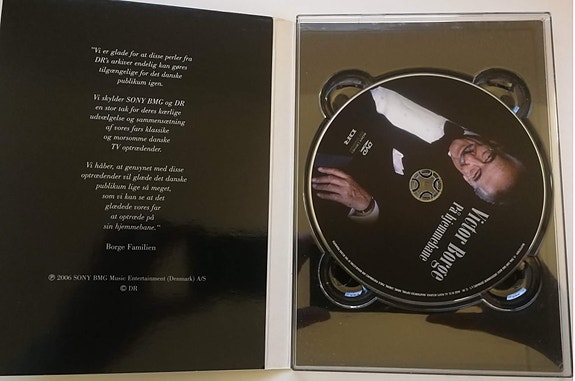 "Vi er glade for at disse perler fra
DR's arkiver endelig kan gøres
tilgængelige for det danske
publikum igen.
Vi skylder SONY BMG og DR
en stor tak for deres kærlige
udvælgelse og sammensætning
af vores fars klassike
og morsomme danske
TV optrædender.
Vi håber, at gensynet med disse
optrædender vil glæde det danske
publikum lige så meget,
som vi kan se at det
glædede vores far
at optræde på
sin hjemmebane."
Borge Familien
℗ 2006 SONY BMG Music Entertainment (Denmark) A/S
© DR
DR
DVD
Victor Borge
På hjemmebane